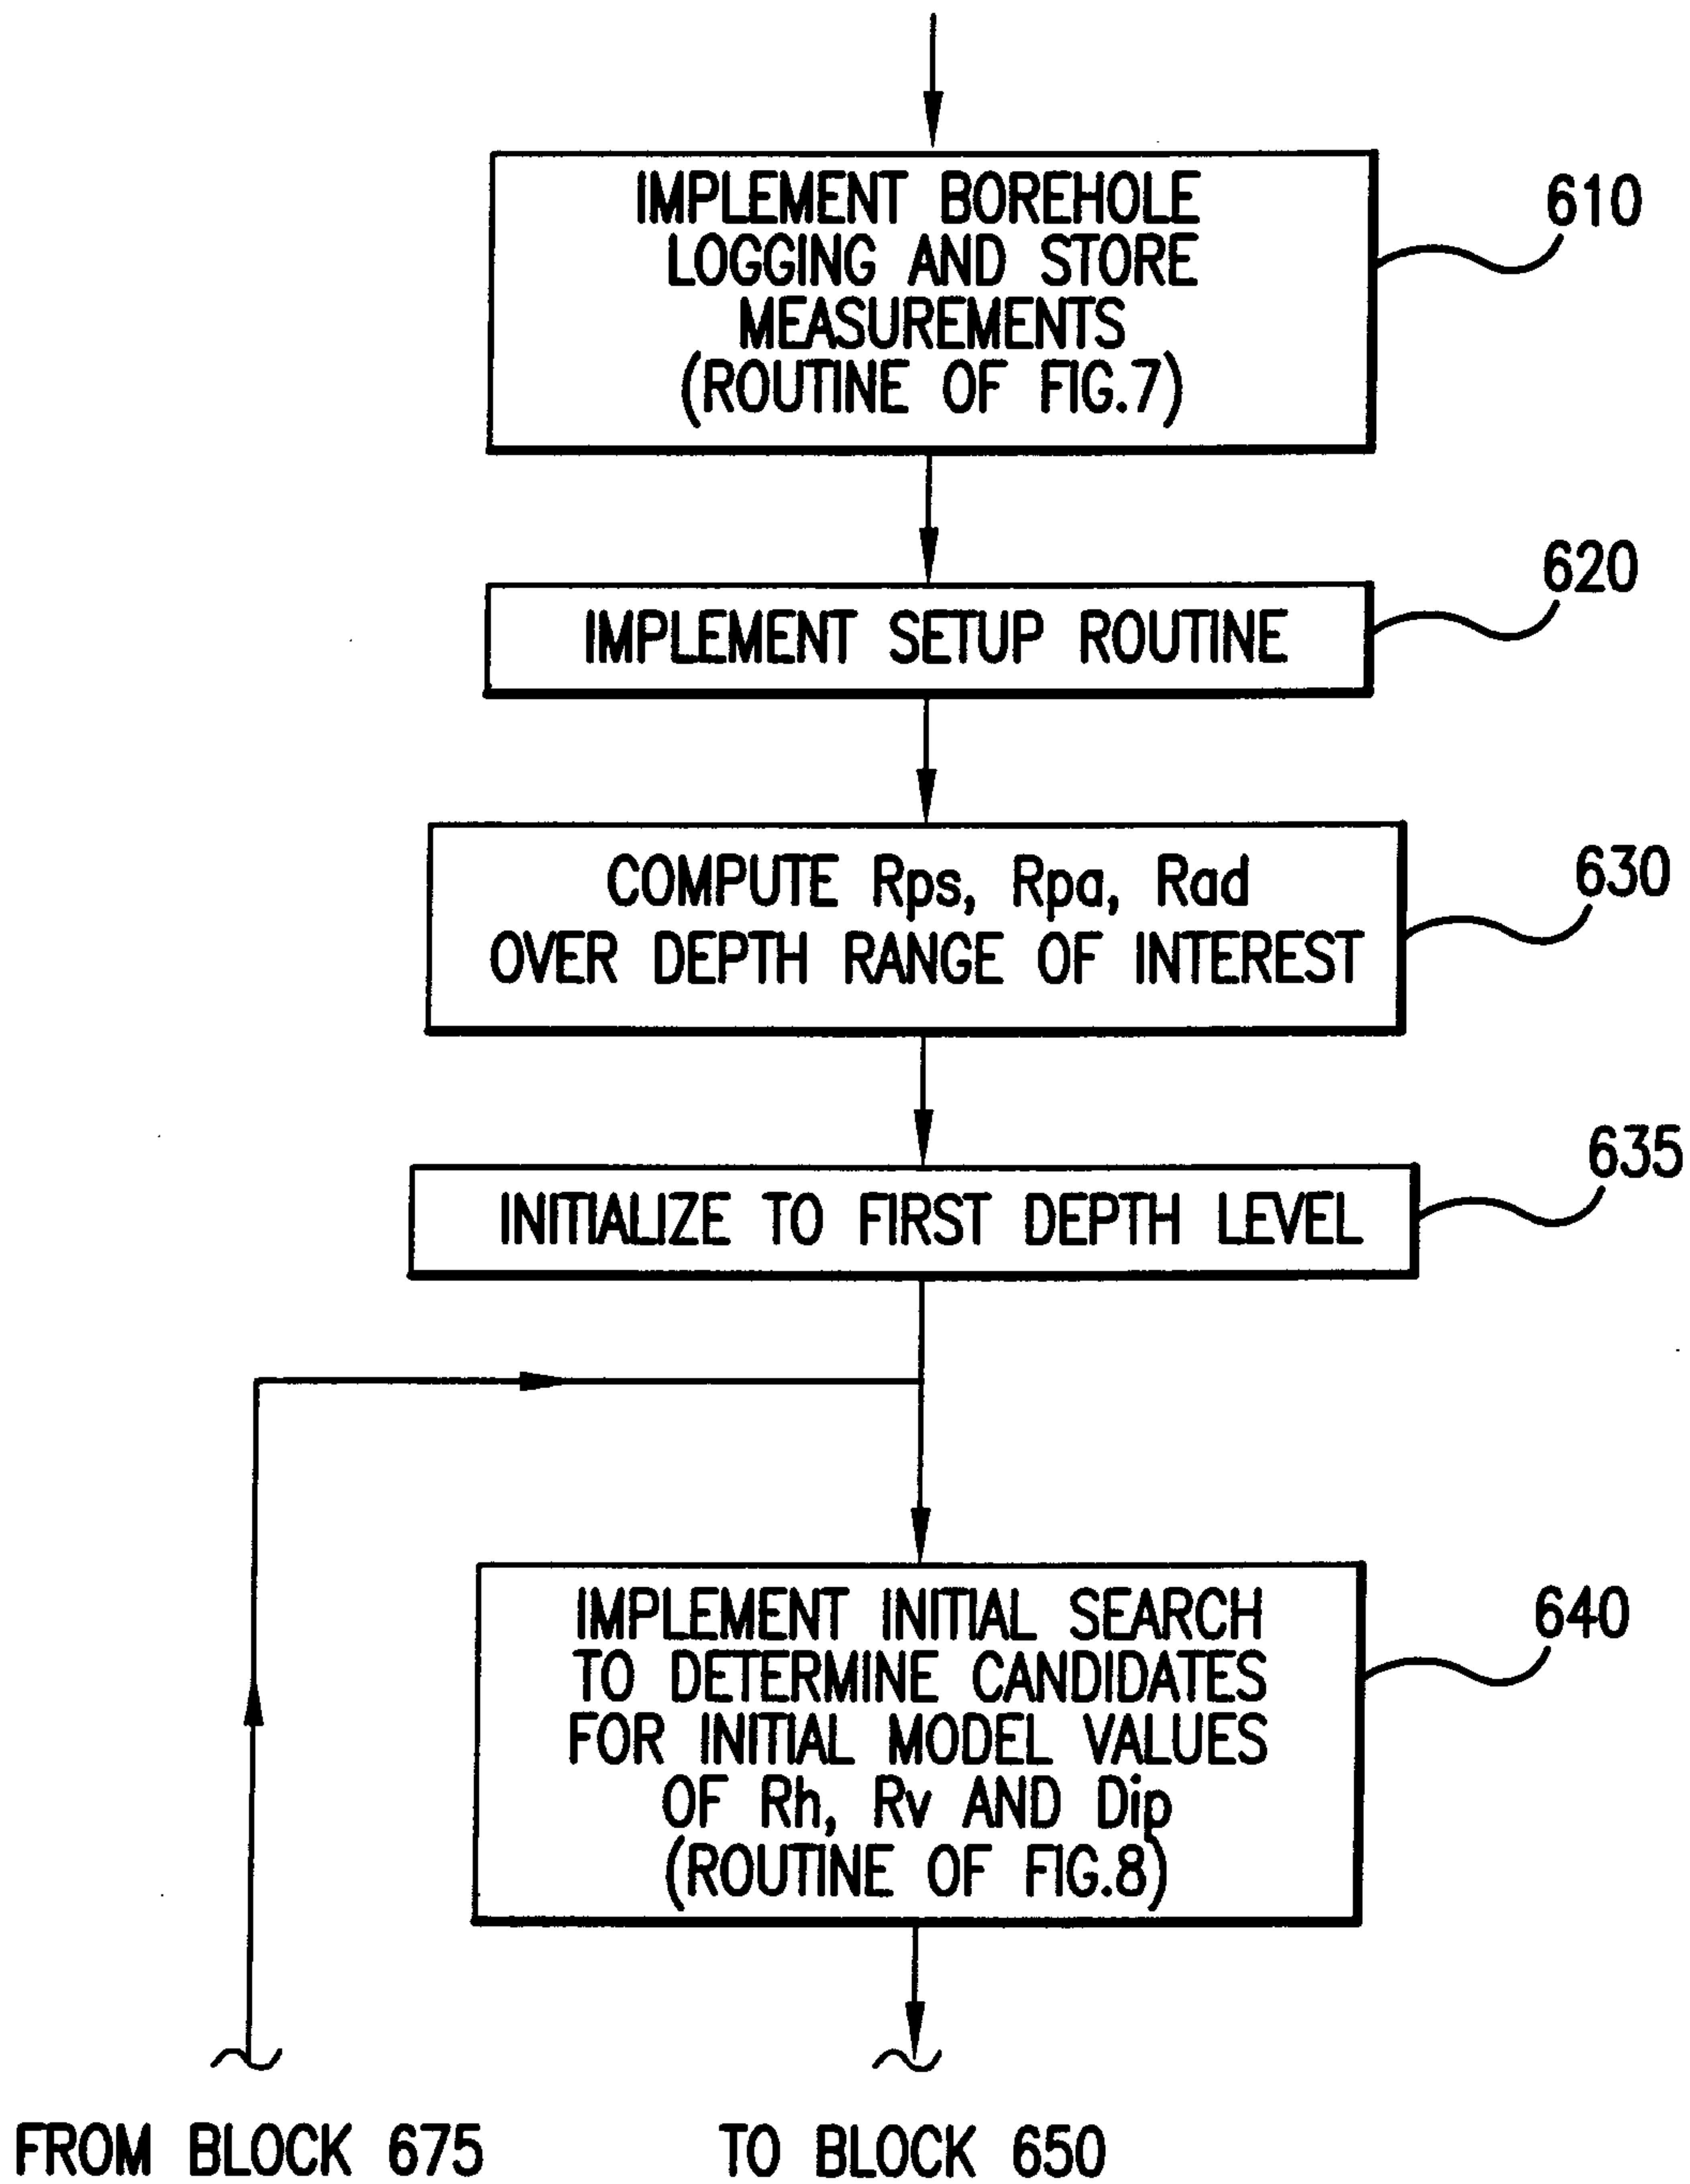 IMPLEMENT BOREHOLE
LOGGING AND STORE
MEASUREMENTS
(ROUTINE OF FIG.7)
610
IMPLEMENT SETUP ROUTINE
620
COMPUTE Rps, Rpa, Rad
OVER DEPTH RANGE OF INTEREST
630
INITIALIZE TO FIRST DEPTH LEVEL
635
IMPLEMENT INITIAL SEARCH
TO DETERMINE CANDIDATES
FOR INITIAL MODEL VALUES
OF Rh, Rv AND Dip
(ROUTINE OF FIG.8)
640
FROM BLOCK 675
TO BLOCK 650